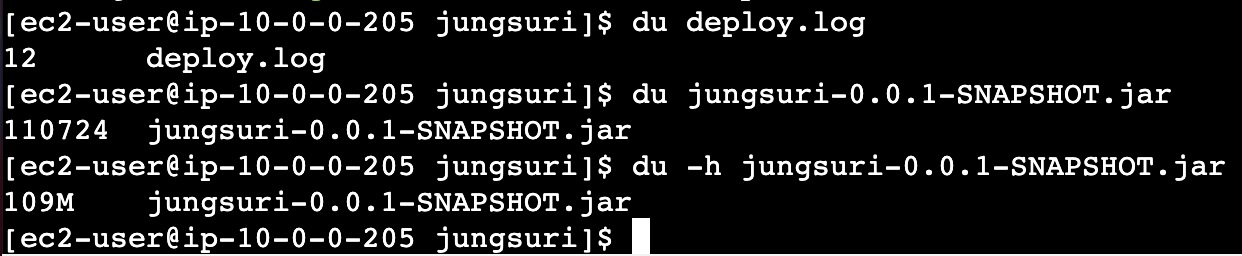 [ec2-user@ip-10-0-0-205 jungsuri]$ du deploy.log
12      deploy.log
[ec2-user@ip-10-0-0-205 jungsuri]$ du jungsuri-0.0.1-SNAPSHOT.jar
110724  jungsuri-0.0.1-SNAPSHOT.jar
[ec2-user@ip-10-0-0-205 jungsuri]$ du -h jungsuri-0.0.1-SNAPSHOT.jar
109M    jungsuri-0.0.1-SNAPSHOT.jar
[ec2-user@ip-10-0-0-205 jungsuri]$